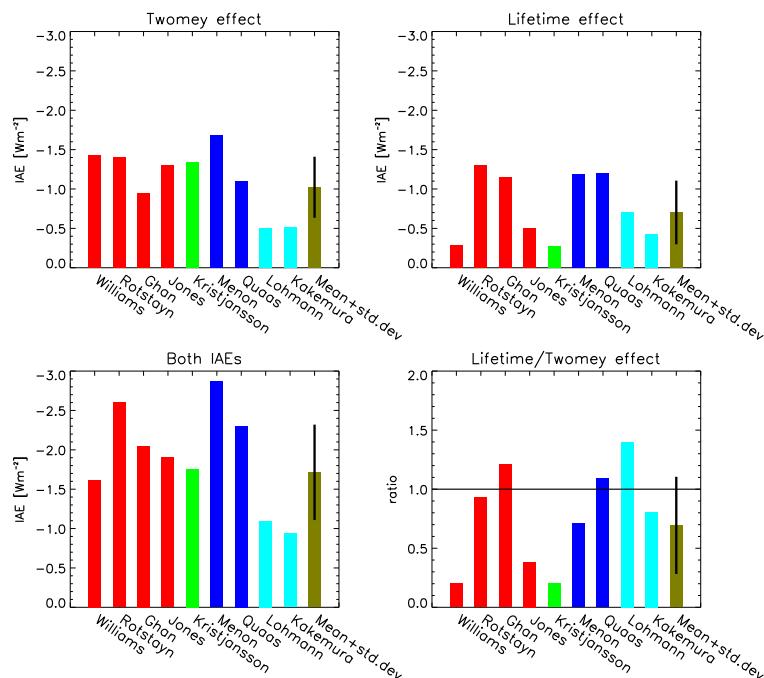 Twomey effect
IAE [Wm⁻²]
-3.0
-2.5
-2.0
-1.5
-1.0
-0.5
0.0
Williams
Rotstayn
Ghan
Jones
Kristjansson
Menon
Quaas
Lohmann
Kakemura
Mean+std.dev
Lifetime effect
IAE [Wm⁻²]
-3.0
-2.5
-2.0
-1.5
-1.0
-0.5
0.0
Williams
Rotstayn
Ghan
Jones
Kristjansson
Menon
Quaas
Lohmann
Kakemura
Mean+std.dev
Both IAEs
IAE [Wm⁻²]
-3.0
-2.5
-2.0
-1.5
-1.0
-0.5
0.0
Williams
Rotstayn
Ghan
Jones
Kristjansson
Menon
Quaas
Lohmann
Kakemura
Mean+std.dev
Lifetime/Twomey effect
ratio
2.0
1.5
1.0
0.5
0.0
Williams
Rotstayn
Ghan
Jones
Kristjansson
Menon
Quaas
Lohmann
Kakemura
Mean+std.dev